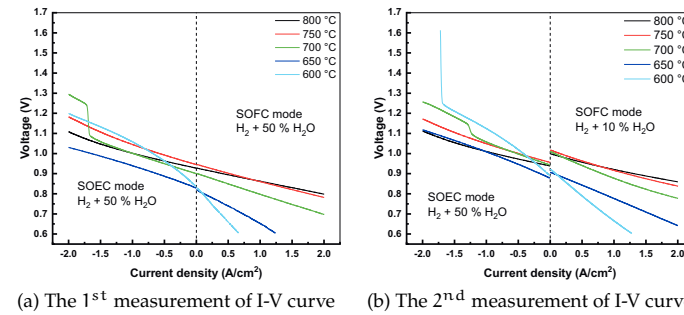 1.7
1.6
1.5
1.4
1.3
1.2
1.1
1.0
0.9
0.8
0.7
0.6
Voltage (V)
800 °C
750 °C
700 °C
650 °C
600 °C
SOFC mode
H2 + 50 % H2O
SOEC mode
H2 + 50 % H2O
-2.0 -1.5 -1.0 -0.5 0.0 0.5 1.0 1.5 2.0
Current density (A/cm²)
(a) The 1st measurement of I-V curve
1.7
1.6
1.5
1.4
1.3
1.2
1.1
1.0
0.9
0.8
0.7
0.6
Voltage (V)
800 °C
750 °C
700 °C
650 °C
600 °C
SOFC mode
H2 + 10 % H2O
SOEC mode
H2 + 50 % H2O
-2.0 -1.5 -1.0 -0.5 0.0 0.5 1.0 1.5 2.0
Current density (A/cm²)
(b) The 2nd measurement of I-V curv